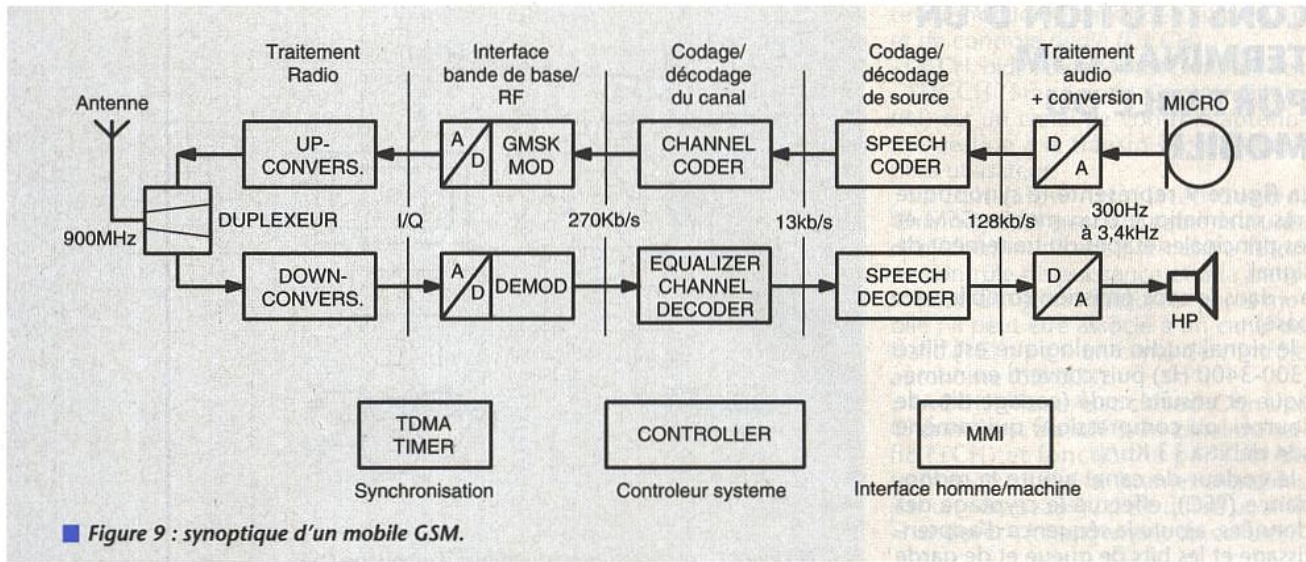 Traitement
Radio
Interface
bande de base/
RF
Codage/
décodage
du canal
Codage/
décodage
de source
Traitement
audio
+ conversion
MICRO
Antenne
UP-
CONVERS.
A
D
GMSK
MOD
CHANNEL
CODER
SPEECH
CODER
D
A
DUPLEXEUR
900MHz
I/Q
270Kb/s
13kb/s
128kb/s
300Hz
à 3,4kHz
DOWN-
CONVERS.
A
D
DEMOD
EQUALIZER
CHANNEL
DECODER
SPEECH
DECODER
D
A
HP
TDMA
TIMER
CONTROLLER
MMI
Synchronisation
Controleur systeme
Interface homme/machine
Figure 9 : synoptique d'un mobile GSM.